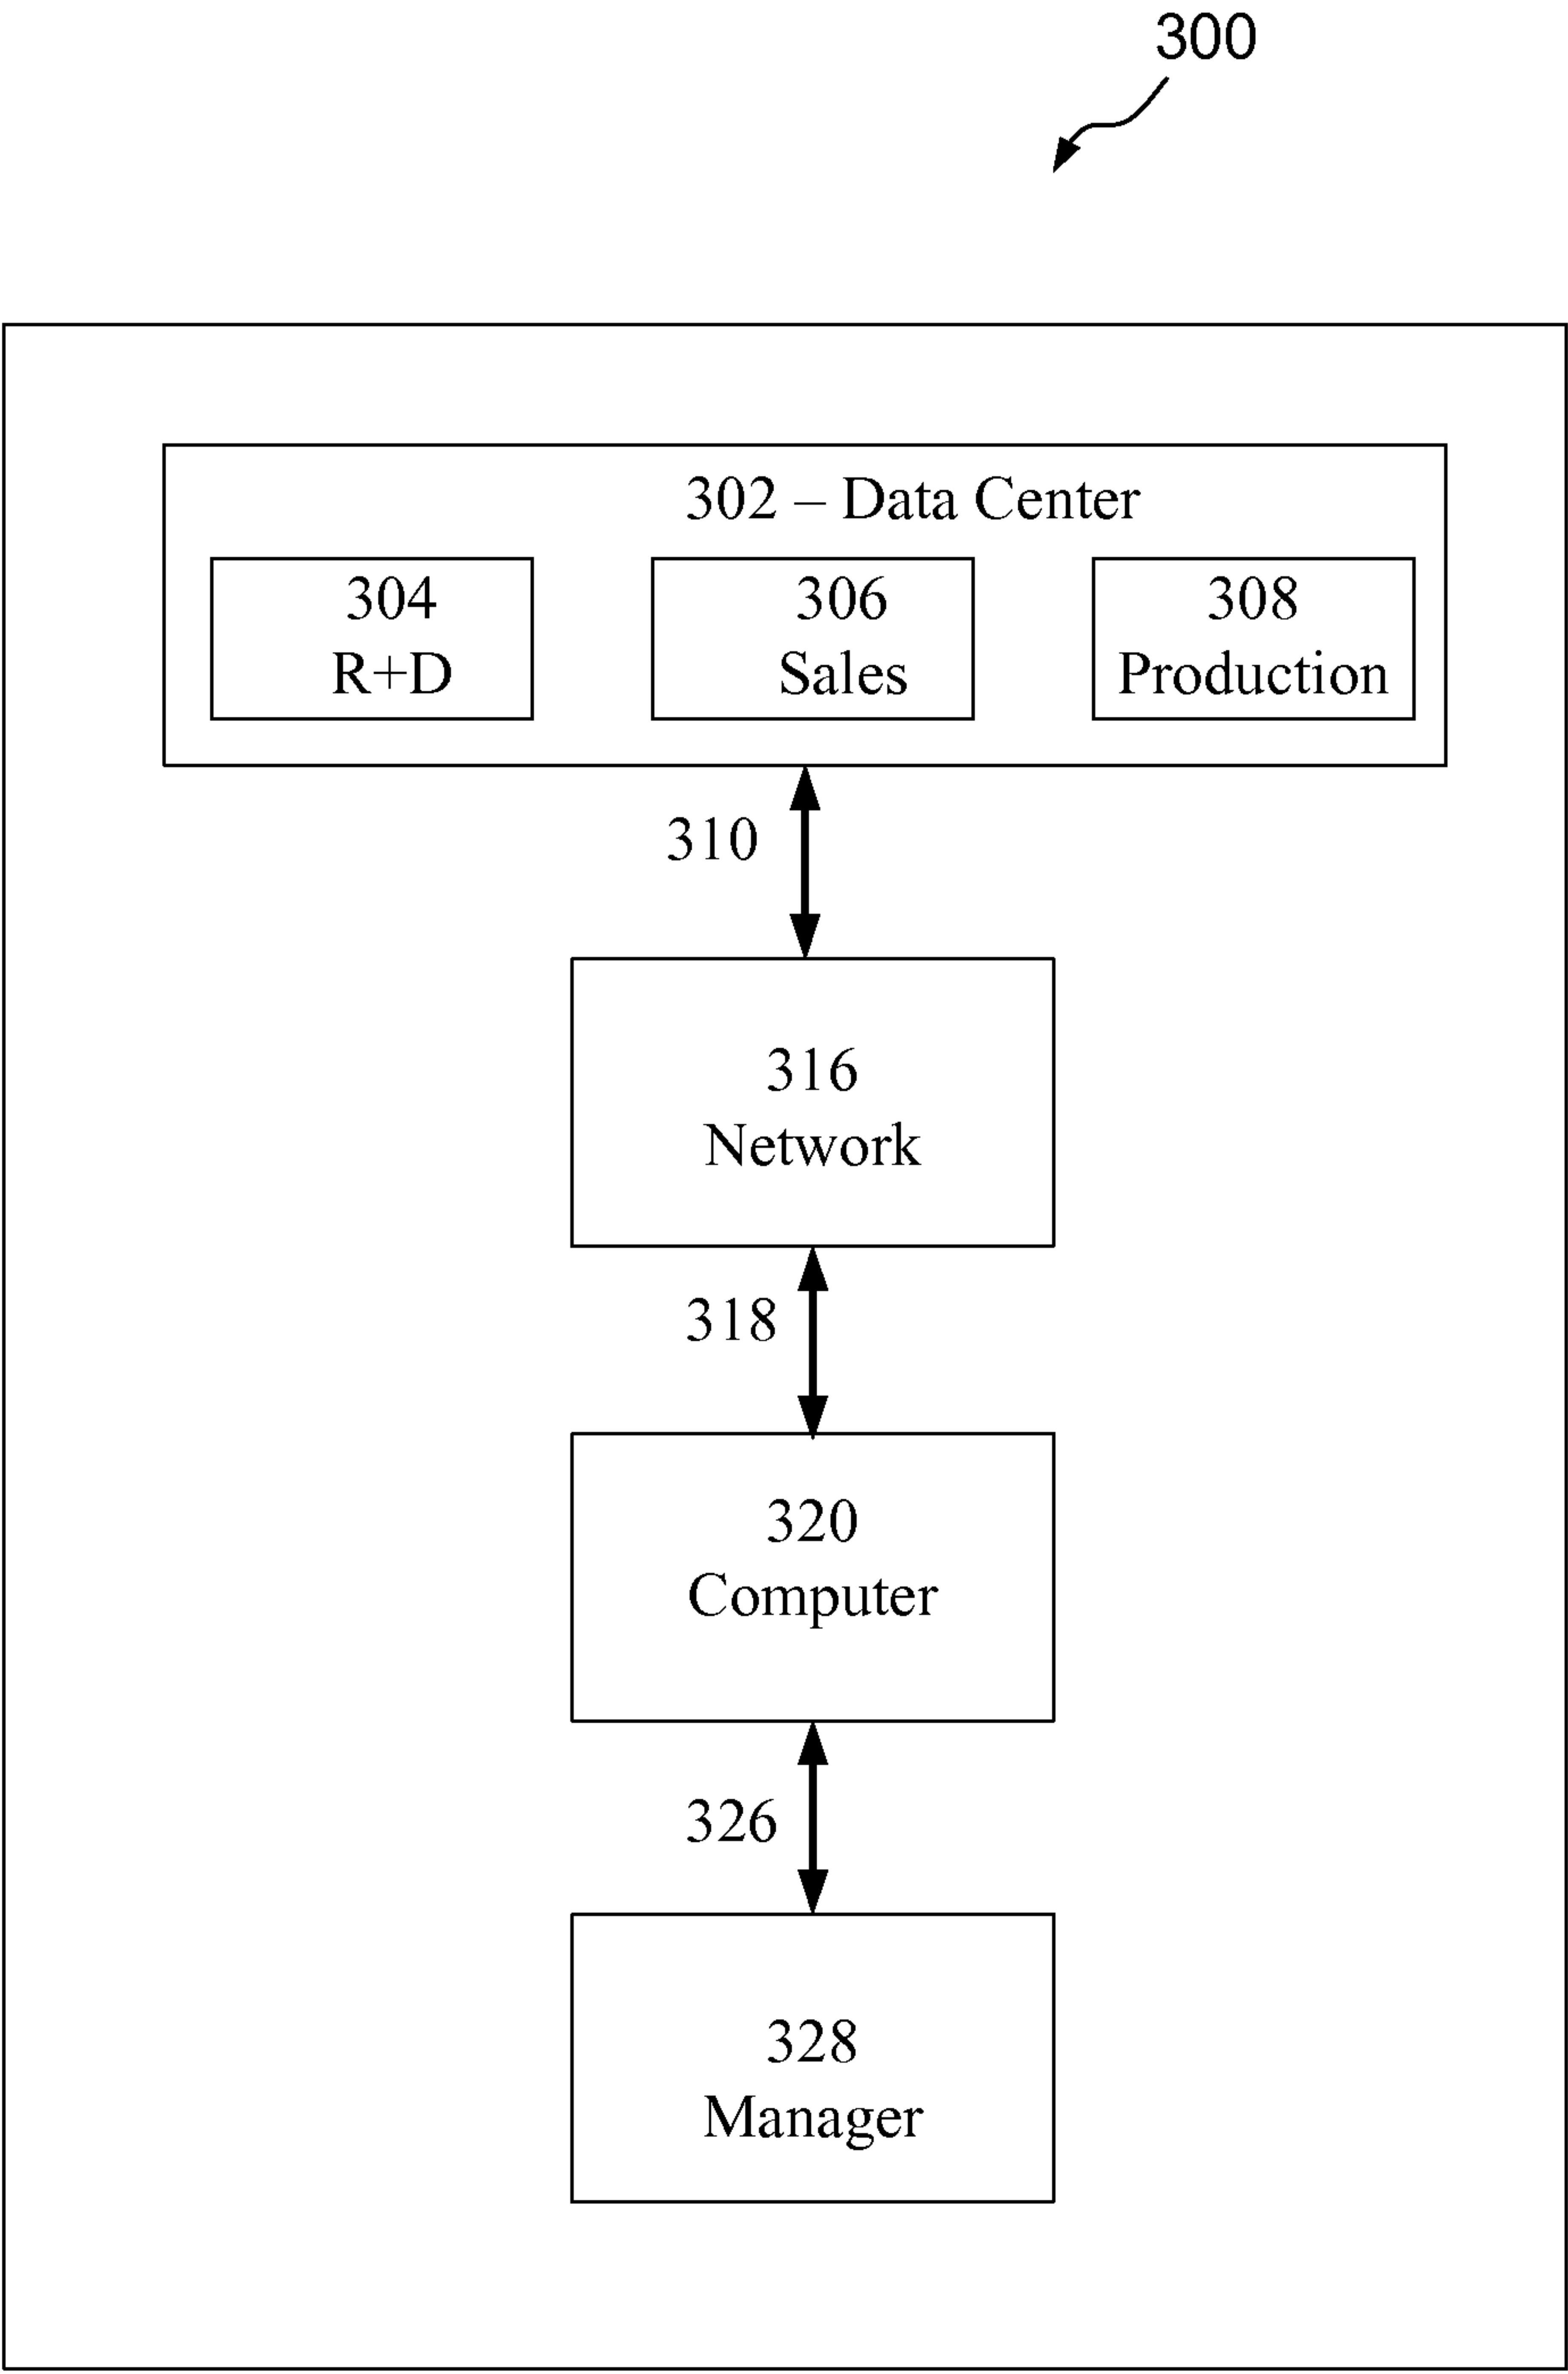 300
302 – Data Center
304
R+D
306
Sales
308
Production
310
316
Network
318
320
Computer
326
328
Manager